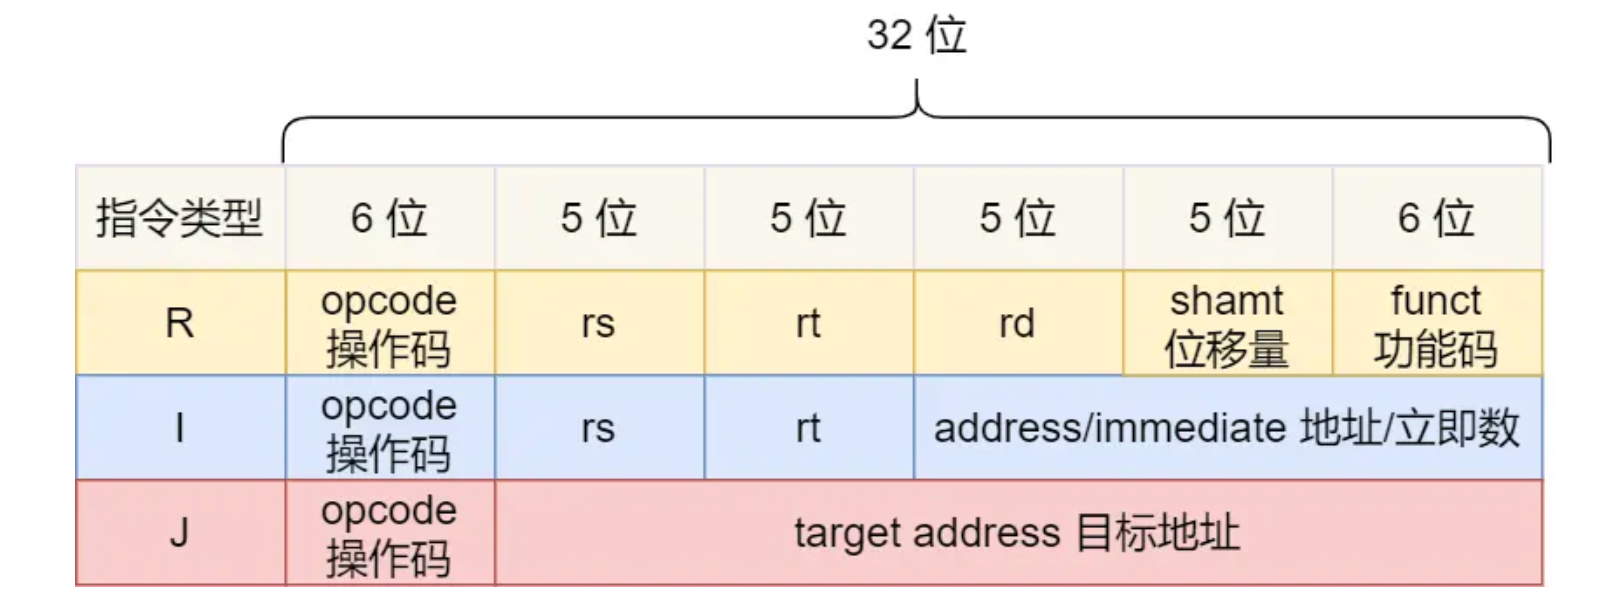 32 位
指令类型 6 位 5 位 5 位 5 位 5 位 6 位
R opcode 操作码 rs rt rd shamt 位移量 funct 功能码
I opcode 操作码 rs rt address/immediate 地址/立即数
J opcode 操作码 target address 目标地址